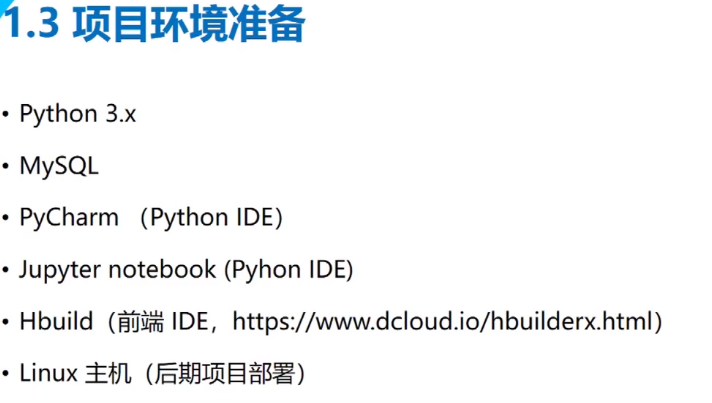 1.3 项目环境准备
• Python 3.x
• MySQL
• PyCharm （Python IDE）
• Jupyter notebook (Pyhon IDE)
• Hbuild（前端 IDE，https://www.dcloud.io/hbuilderx.html）
• Linux 主机（后期项目部署）